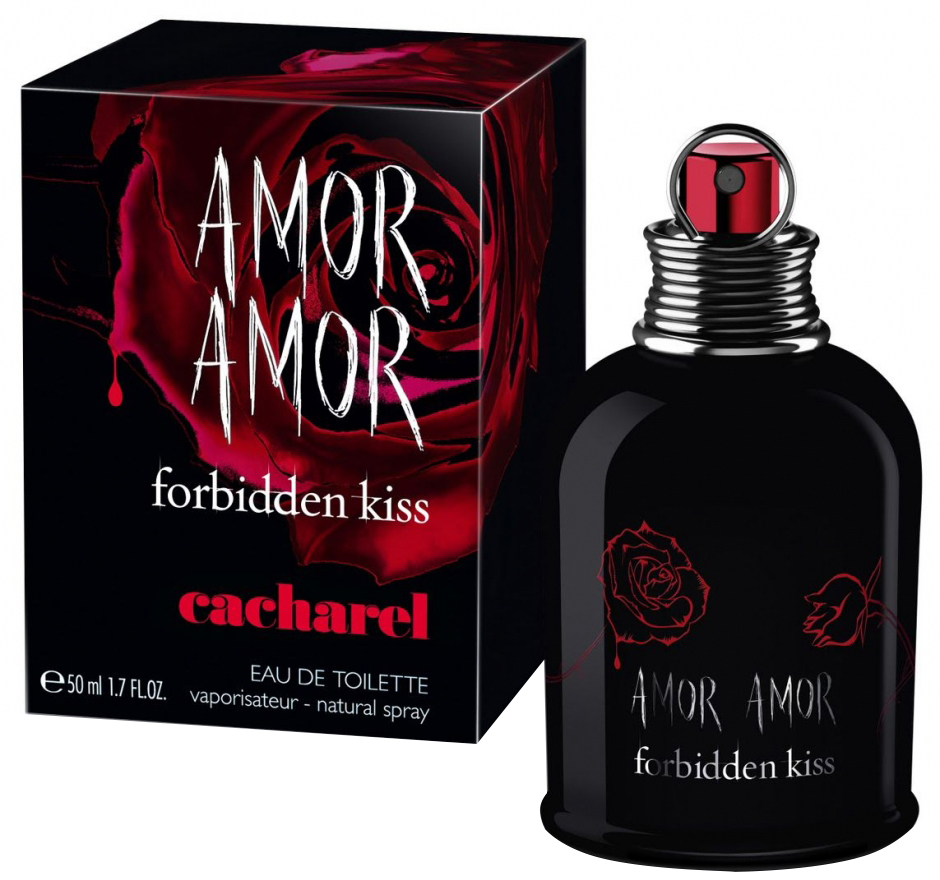 AMOR
AMOR
forbidden kiss
cacharel
EAU DE TOILETTE
℮50 ml 1.7 FL.OZ.
vaporisateur - natural spray
AMOR AMOR
forbidden kiss